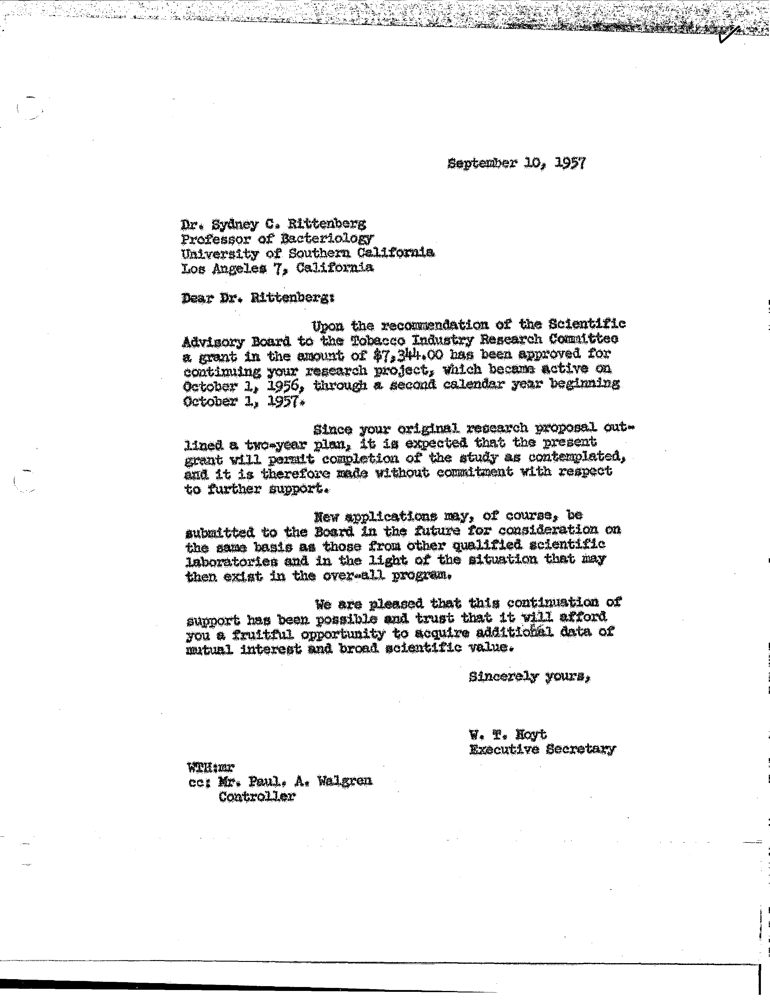 September 10, 1957
Dr. Sydney C. Rittenberg
Professor of Bacteriology
University of Southern California
Los Angeles 7, California
Dear Dr. Rittenberg:
Upon the recommendation of the Scientific
Advisory Board to the Tobacco Industry Research Committee
a grant in the amount of $7,344.00 has been approved for
continuing your research project, which became active on
October 1, 1956, through a second calendar year beginning
October 1, 1957.
Since your original research proposal out-
lined a two-year plan, it is expected that the present
grant will permit completion of the study as contemplated,
and it is therefore made without commitment with respect
to further support.
New applications may, of course, be
submitted to the Board in the future for consideration on
the same basis as those from other qualified scientific
laboratories and in the light of the situation that may
then exist in the over-all program.
We are pleased that this continuation of
support has been possible and trust that it will afford
you a fruitful opportunity to acquire additional data of
mutual interest and broad scientific value.
Sincerely yours,
W. T. Hoyt
Executive Secretary
WTH:mr
cc: Mr. Paul. A. Walgren
Controller